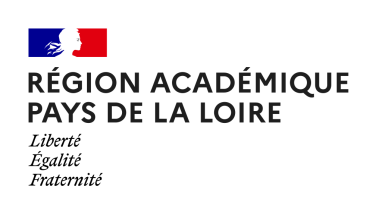 RÉGION ACADÉMIQUE
PAYS DE LA LOIRE
Liberté
Égalité
Fraternité